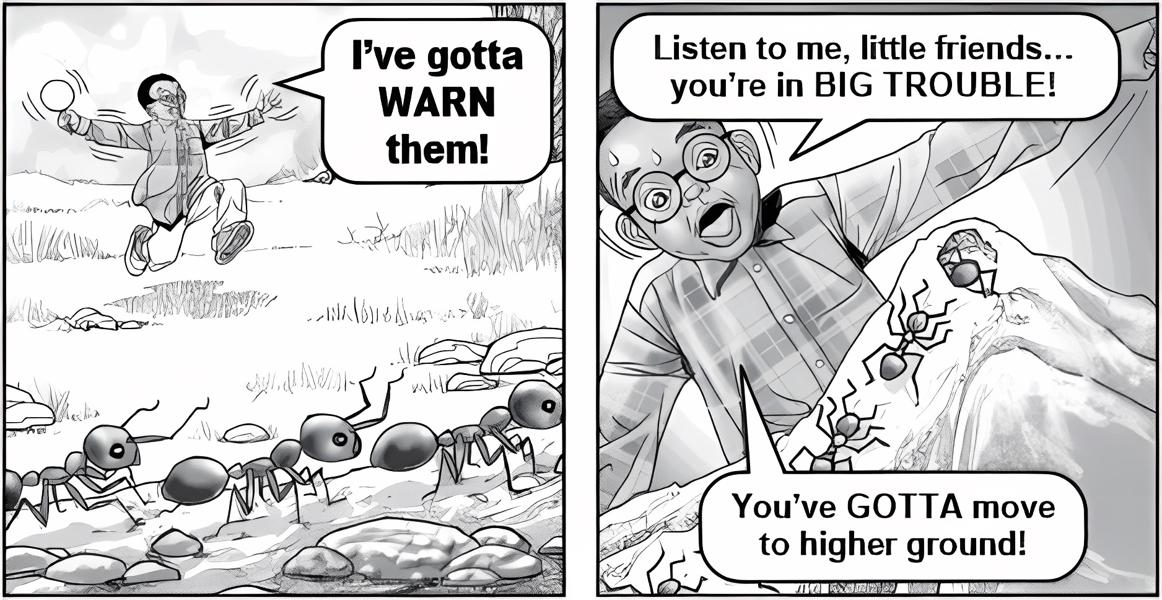 I've gotta
WARN
them!
Listen to me, little friends...
you're in BIG TROUBLE!
You've GOTTA move
to higher ground!